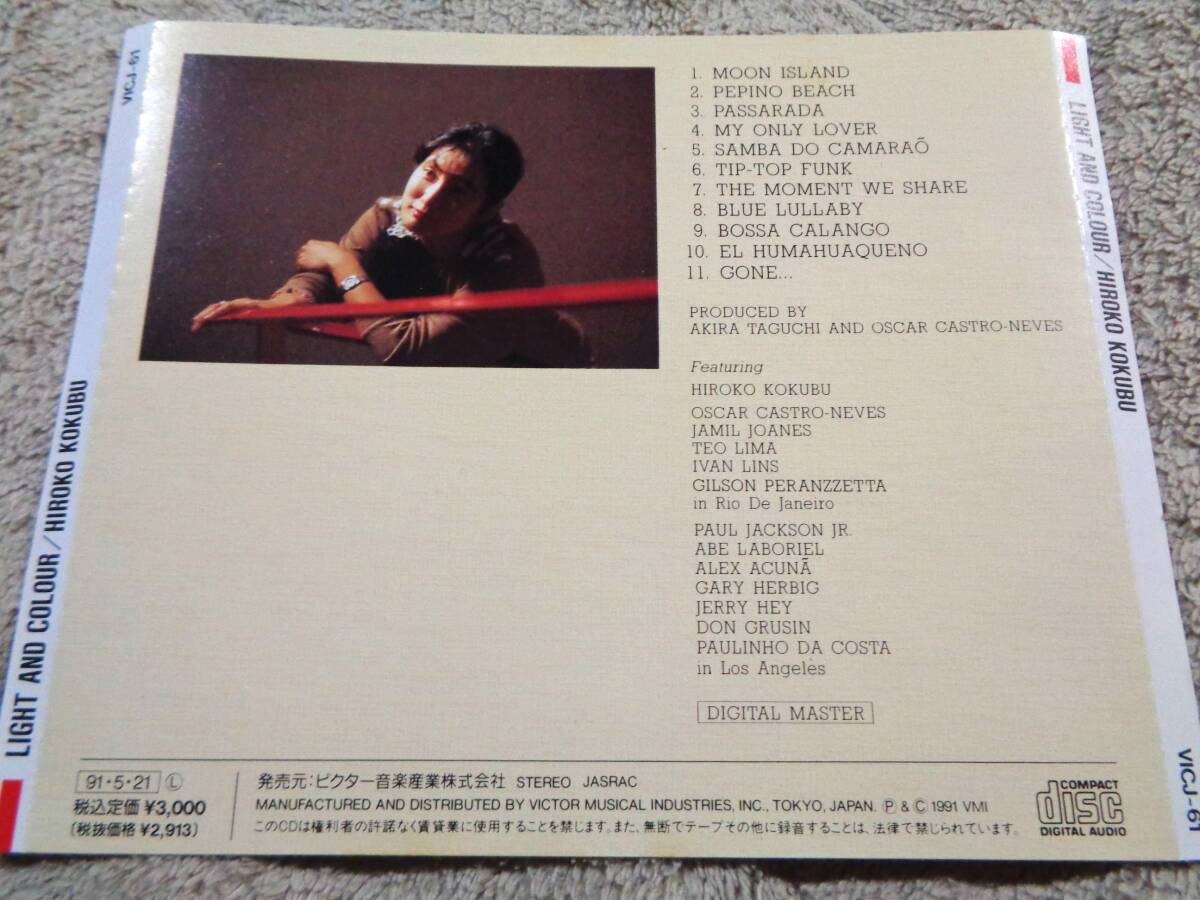 VICJ-61
LIGHT AND COLOUR/HIROKO KOKUBU
1. MOON ISLAND
2. PEPINO BEACH
3. PASSARADA
4. MY ONLY LOVER
5. SAMBA DO CAMARAÕ
6. TIP-TOP FUNK
7. THE MOMENT WE SHARE
8. BLUE LULLABY
9. BOSSA CALANGO
10. EL HUMAHUAQUENO
11. GONE...
PRODUCED BY
AKIRA TAGUCHI AND OSCAR CASTRO-NEVES
Featuring
HIROKO KOKUBU
OSCAR CASTRO-NEVES
JAMIL JOANES
TEO LIMA
IVAN LINS
GILSON PERANZZETTA
in Rio De Janeiro
PAUL JACKSON JR.
ABE LABORIEL
ALEX ACUNÃ
GARY HERBIG
JERRY HEY
DON GRUSIN
PAULINHO DA COSTA
in Los Angeles
DIGITAL MASTER
91・5・21 Ⓛ
税込定価 ¥3,000
(税抜価格 ¥2,913)
発売元:ビクター音楽産業株式会社 STEREO JASRAC
MANUFACTURED AND DISTRIBUTED BY VICTOR MUSICAL INDUSTRIES, INC., TOKYO, JAPAN. Ⓟ & © 1991 VMI
このCDは権利者の許諾なく賃貸業に使用することを禁じます。また、無断でテープその他に録音することは、法律で禁じられています。
COMPACT
disc
DIGITAL AUDIO
LIGHT AND COLOUR/HIROKO KOKUBU
VICJ-61